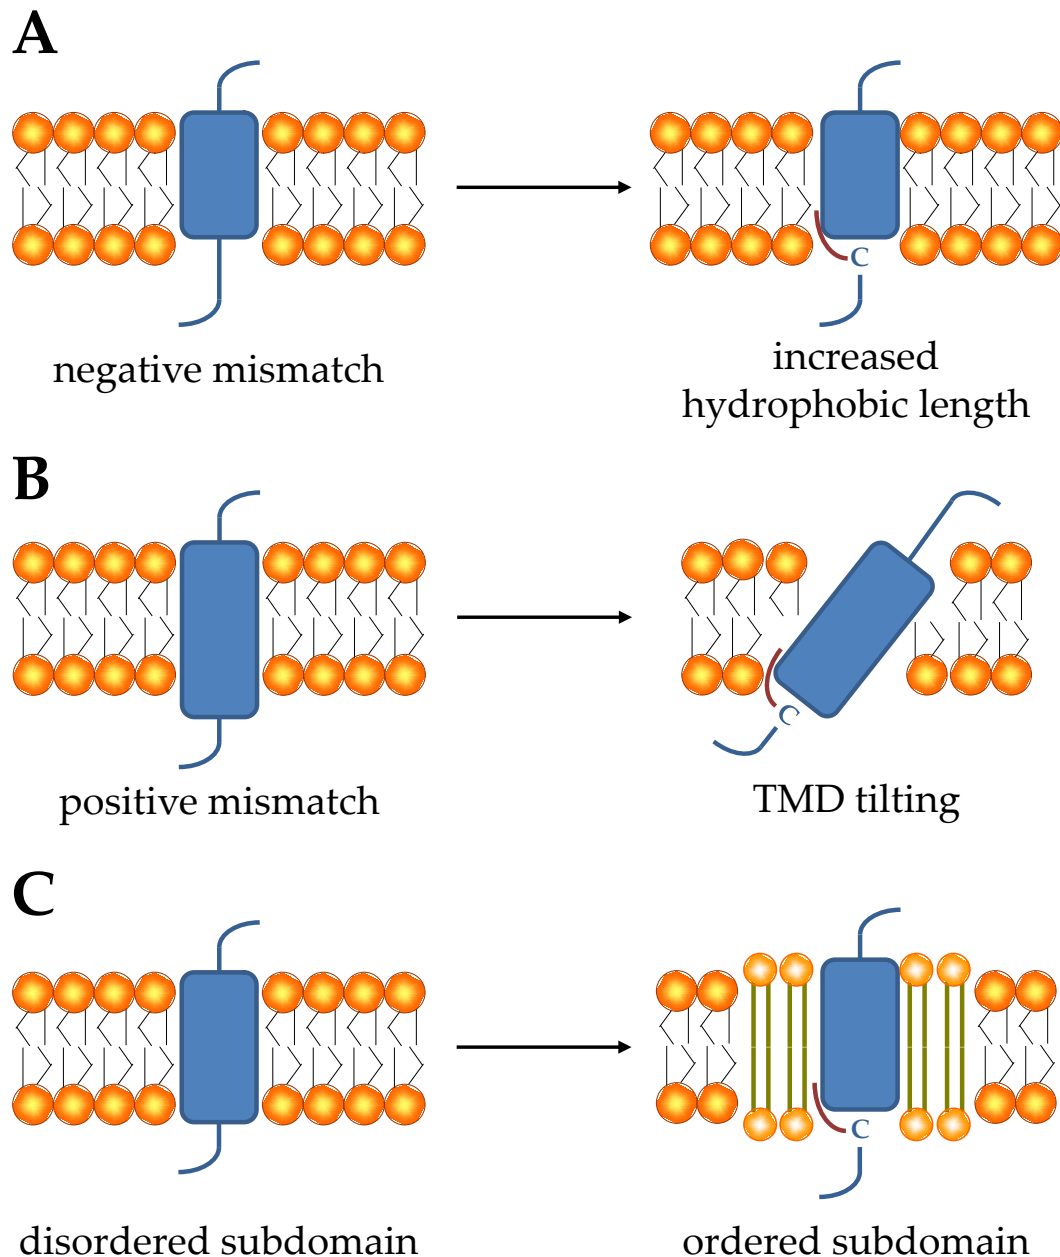 A
C
negative mismatch
increased
hydrophobic length
B
C
positive mismatch
TMD tilting
C
C
disordered subdomain
ordered subdomain